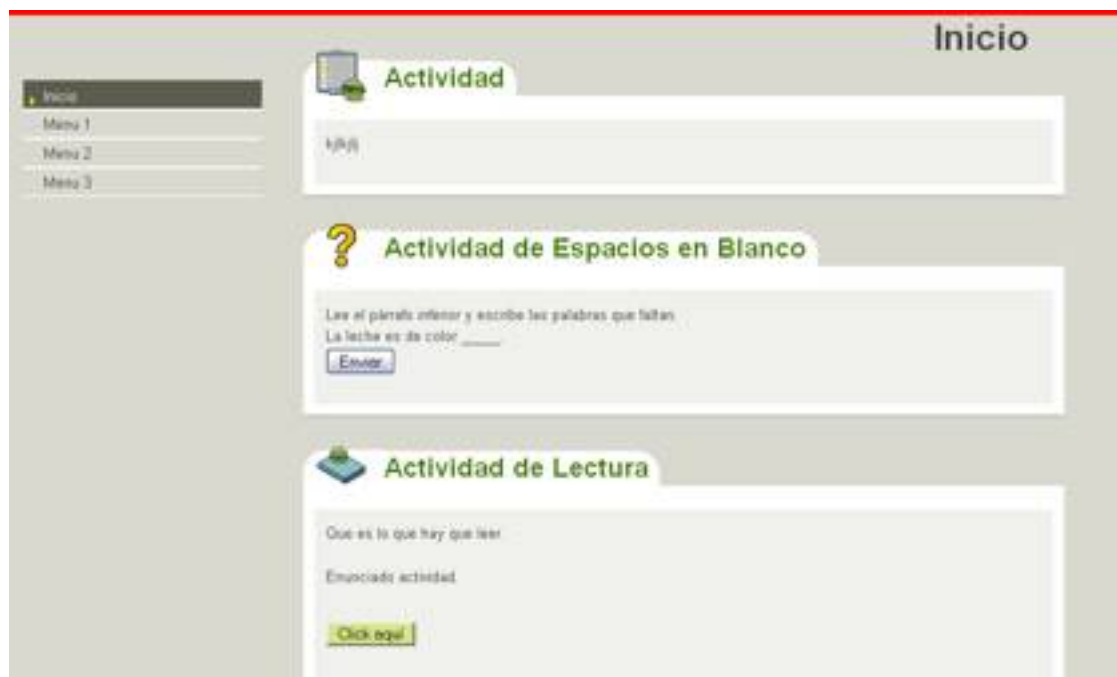 Inicio
Inicio
Menu 1
Menu 2
Menu 3
Actividad
Actividad de Espacios en Blanco
Lee el párrafo inferior y escribe las palabras que faltan
La leche es de color _____
Enviar
Actividad de Lectura
Que es lo que hay que leer
Enunciado actividad
Click aquí